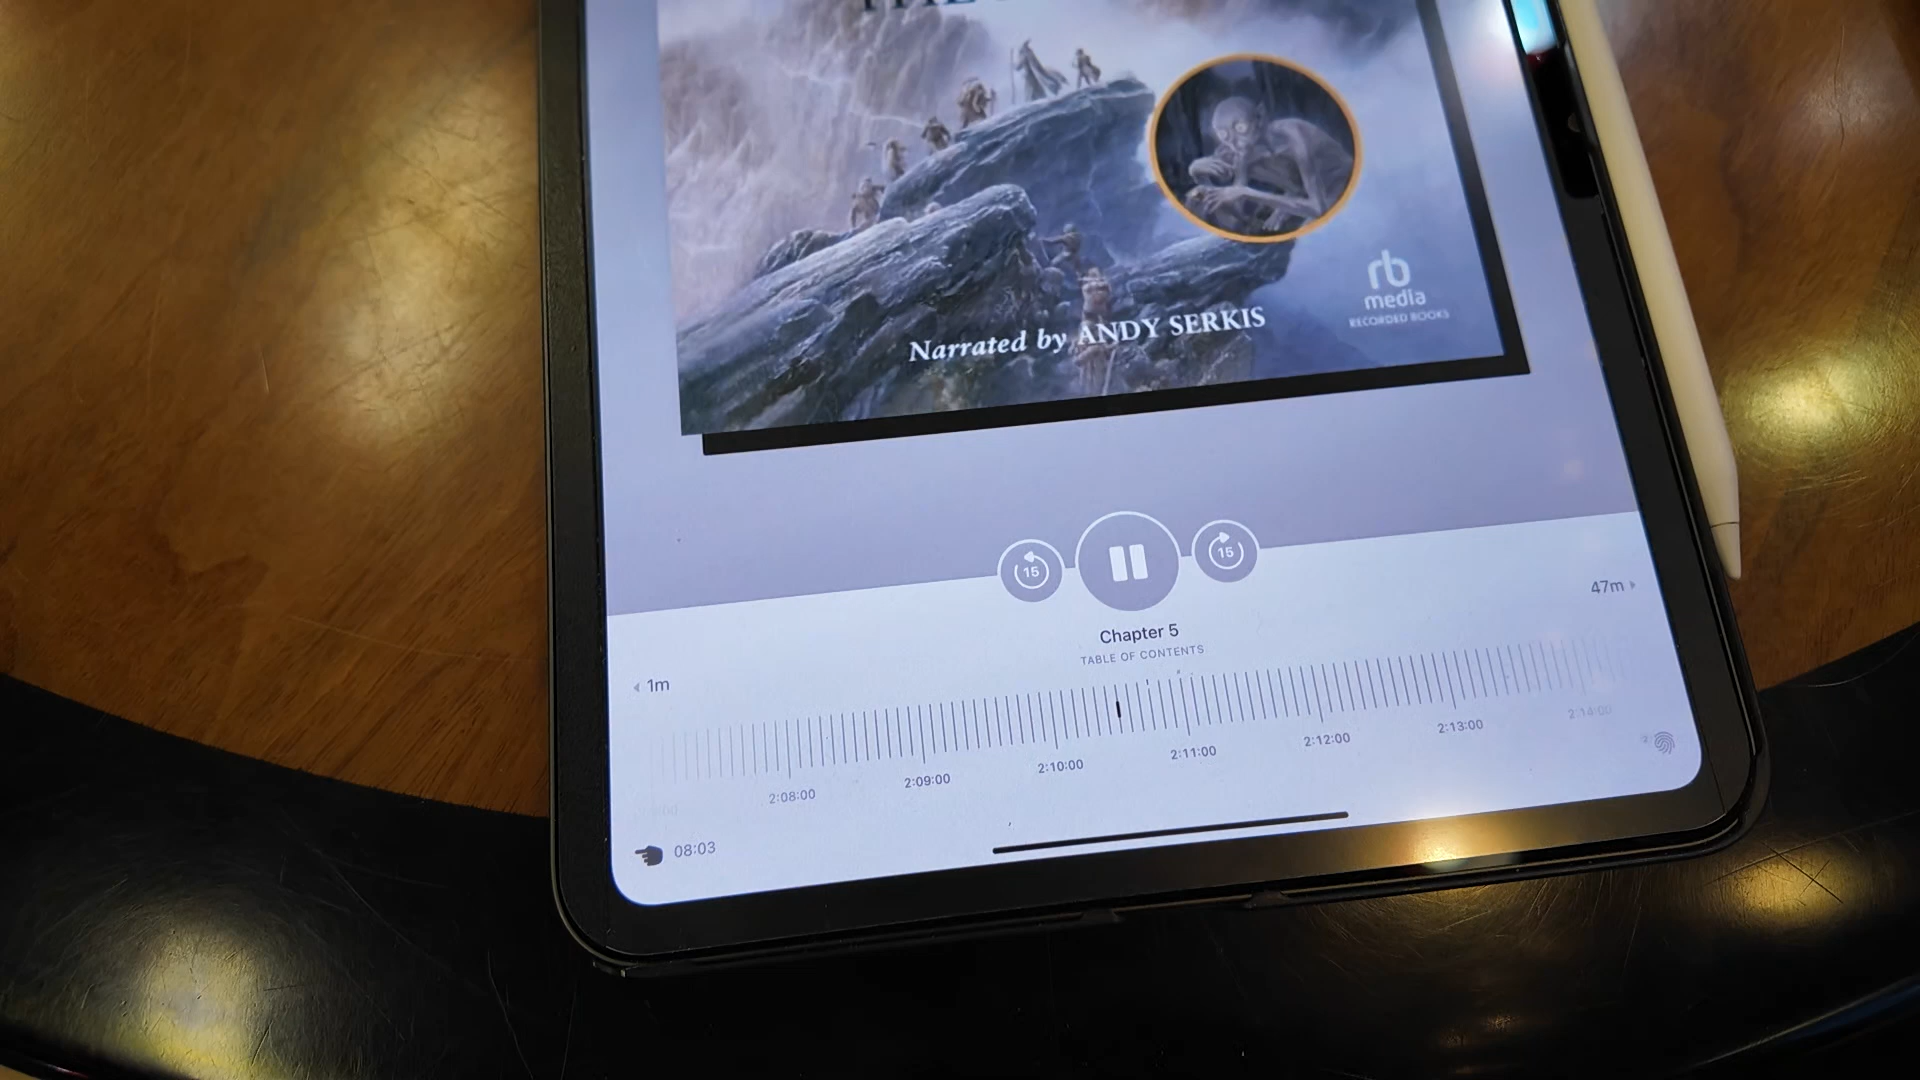 Narrated by ANDY SERKIS
rb
media
RECORDED BOOKS
15
15
47m
Chapter 5
TABLE OF CONTENTS
1m
2:08:00
2:09:00
2:10:00
2:11:00
2:12:00
2:13:00
2:14:00
08:03